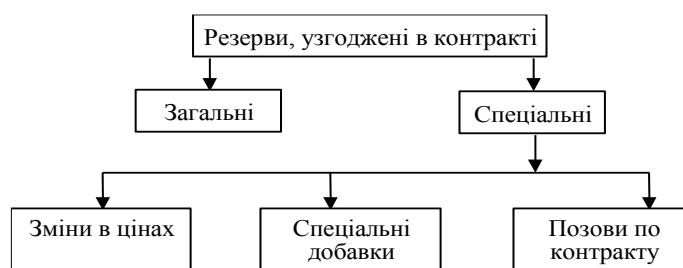 Резерви, узгоджені в контракті
Загальні
Спеціальні
Зміни в цінах
Спеціальні
добавки
Позови по
контракту